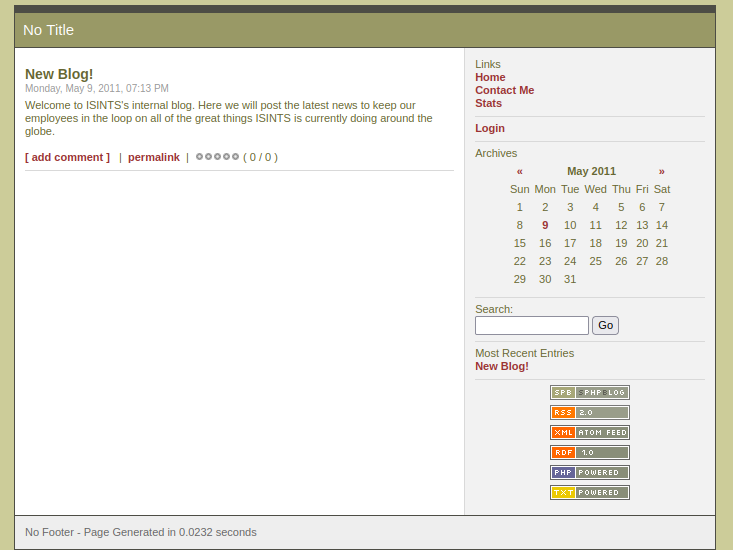 No Title
New Blog!
Monday, May 9, 2011, 07:13 PM
Welcome to ISINTS's internal blog. Here we will post the latest news to keep our
employees in the loop on all of the great things ISINTS is currently doing around the
globe.
[ add comment ] | permalink | ( 0 / 0 )
Links
Home
Contact Me
Stats
Login
Archives
« May 2011 »
Sun Mon Tue Wed Thu Fri Sat
1 2 3 4 5 6 7
8 9 10 11 12 13 14
15 16 17 18 19 20 21
22 23 24 25 26 27 28
29 30 31
Search:
Go
Most Recent Entries
New Blog!
SPB SPHPBLOG
RSS 2.0
XML ATOM FEED
RDF 1.0
PHP POWERED
TXT POWERED
No Footer - Page Generated in 0.0232 seconds